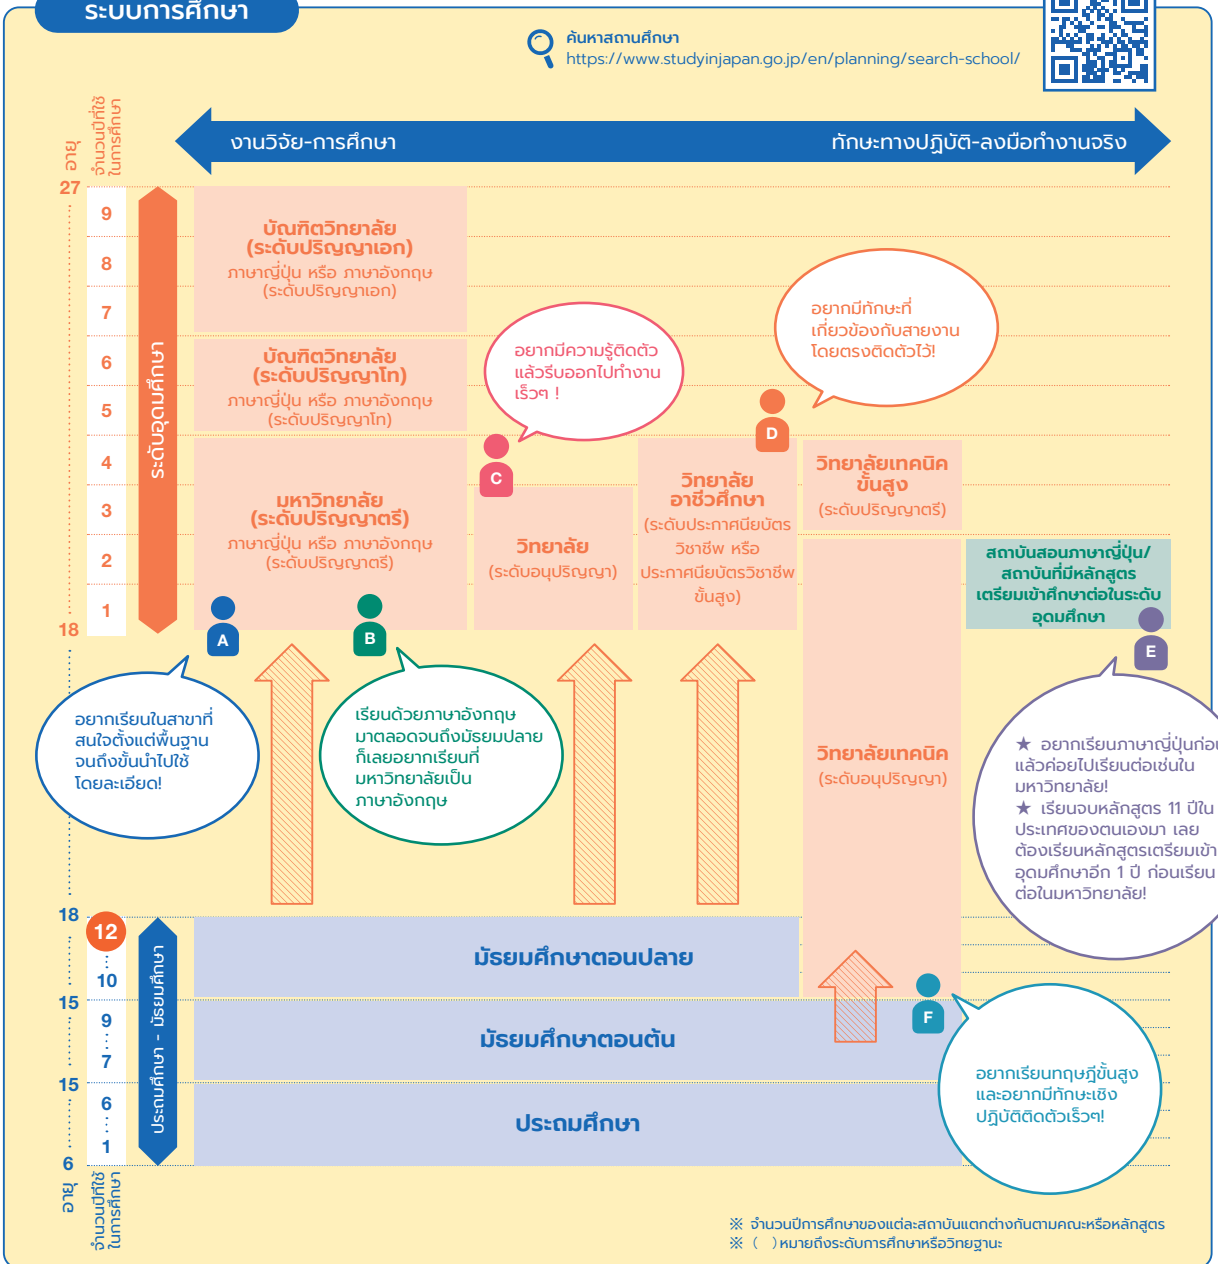 ระบบการศึกษา
ค้นหาสถานศึกษา
https://www.studyinjapan.go.jp/en/planning/search-school/
อายุ
จำนวนปีที่ใช้
ในการศึกษา
งานวิจัย-การศึกษา
ทักษะทางปฏิบัติ-ลงมือทำงานจริง
27
9
8
7
6
5
4
3
2
1
18
ระดับอุดมศึกษา
บัณฑิตวิทยาลัย
(ระดับปริญญาเอก)
ภาษาญี่ปุ่น หรือ ภาษาอังกฤษ
(ระดับปริญญาเอก)
บัณฑิตวิทยาลัย
(ระดับปริญญาโท)
ภาษาญี่ปุ่น หรือ ภาษาอังกฤษ
(ระดับปริญญาโท)
มหาวิทยาลัย
(ระดับปริญญาตรี)
ภาษาญี่ปุ่น หรือ ภาษาอังกฤษ
(ระดับปริญญาตรี)
อยากมีความรู้ติดตัว
แล้วรีบออกไปทำงาน
เร็วๆ !
C
วิทยาลัย
(ระดับอนุปริญญา)
อยากมีทักษะที่
เกี่ยวข้องกับสายงาน
โดยตรงติดตัวไว้!
D
วิทยาลัย
อาชีวศึกษา
(ระดับประกาศนียบัตร
วิชาชีพ หรือ
ประกาศนียบัตรวิชาชีพ
ขั้นสูง)
วิทยาลัยเทคนิค
ขั้นสูง
(ระดับปริญญาตรี)
สถาบันสอนภาษาญี่ปุ่น/
สถาบันที่มีหลักสูตร
เตรียมเข้าศึกษาต่อในระดับ
อุดมศึกษา
A
B
E
อยากเรียนในสาขาที่
สนใจตั้งแต่พื้นฐาน
จนถึงขั้นนำไปใช้
โดยละเอียด!
เรียนด้วยภาษาอังกฤษ
มาตลอดจนถึงมัธยมปลาย
ก็เลยอยากเรียนที่
มหาวิทยาลัยเป็น
ภาษาอังกฤษ
วิทยาลัยเทคนิค
(ระดับอนุปริญญา)
★ อยากเรียนภาษาญี่ปุ่นก่อน
แล้วค่อยไปเรียนต่อเช่นใน
มหาวิทยาลัย!
★ เรียนจบหลักสูตร 11 ปีใน
ประเทศของตนเองมา เลย
ต้องเรียนหลักสูตรเตรียมเข้า
อุดมศึกษาอีก 1 ปี ก่อนเรียน
ต่อในมหาวิทยาลัย!
18
12
10
15
9
7
15
6
1
6
อายุ
จำนวนปีที่ใช้
ในการศึกษา
ประถมศึกษา - มัธยมศึกษา
มัธยมศึกษาตอนปลาย
มัธยมศึกษาตอนต้น
ประถมศึกษา
F
อยากเรียนทฤษฎีขั้นสูง
และอยากมีทักษะเชิง
ปฏิบัติติดตัวเร็วๆ!
※ จำนวนปีการศึกษาของแต่ละสถาบันแตกต่างกันตามคณะหรือหลักสูตร
※ ( ) หมายถึงระดับการศึกษาหรือวิทยฐานะ